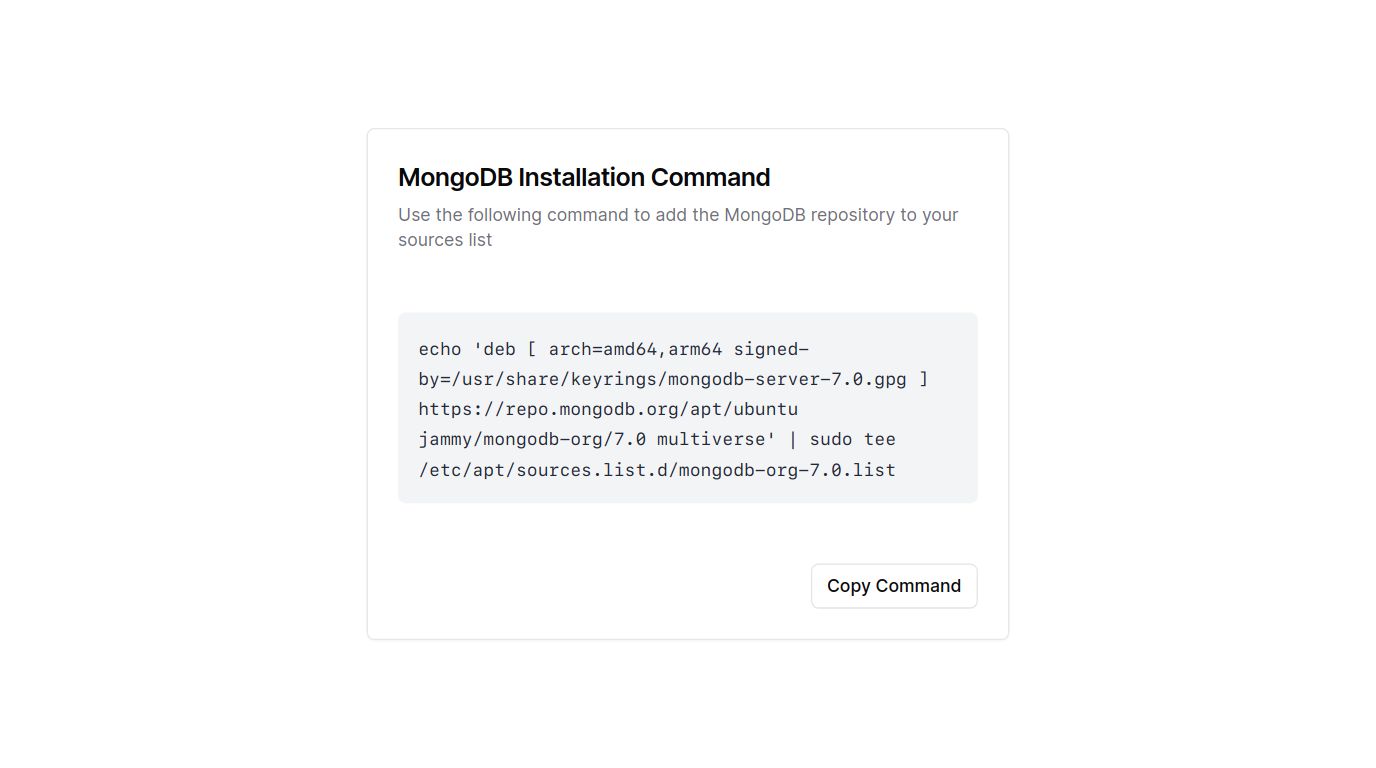 MongoDB Installation Command
Use the following command to add the MongoDB repository to your
sources list
echo 'deb [ arch=amd64,arm64 signed-
by=/usr/share/keyrings/mongodb-server-7.0.gpg ]
https://repo.mongodb.org/apt/ubuntu
jammy/mongodb-org/7.0 multiverse' | sudo tee
/etc/apt/sources.list.d/mongodb-org-7.0.list
Copy Command